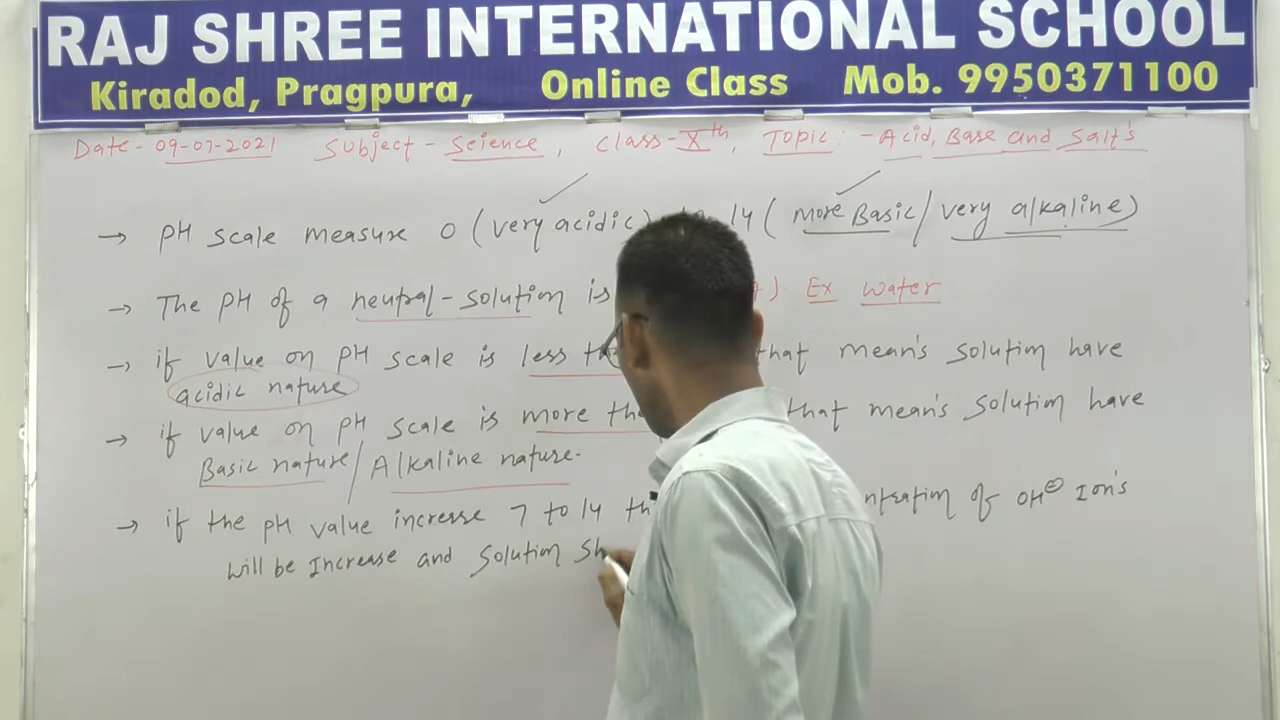 RAJ SHREE INTERNATIONAL SCHOOL
Kiradod, Pragpura, Online Class Mob. 9950371100
Date - 09-07-2021 Subject - Science, Class - Xth, Topic :- Acid, Base and Salt's
→ PH scale measure 0 (very acidic) 14 (more Basic/very alkaline)
→ The PH of a neutral-solution is Ex water
→ if value on PH scale is less that mean's solution have
acidic nature
→ if value on PH scale is more that mean's solution have
Basic nature/Alkaline nature.
→ if the pH value increase 7 to 14 of OH⊖ Ion's
will be Increase and Solution Sh